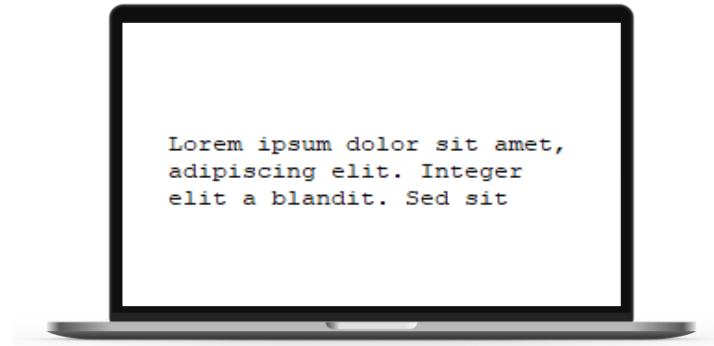 Lorem ipsum dolor sit amet,
adipiscing elit. Integer
elit a blandit. Sed sit